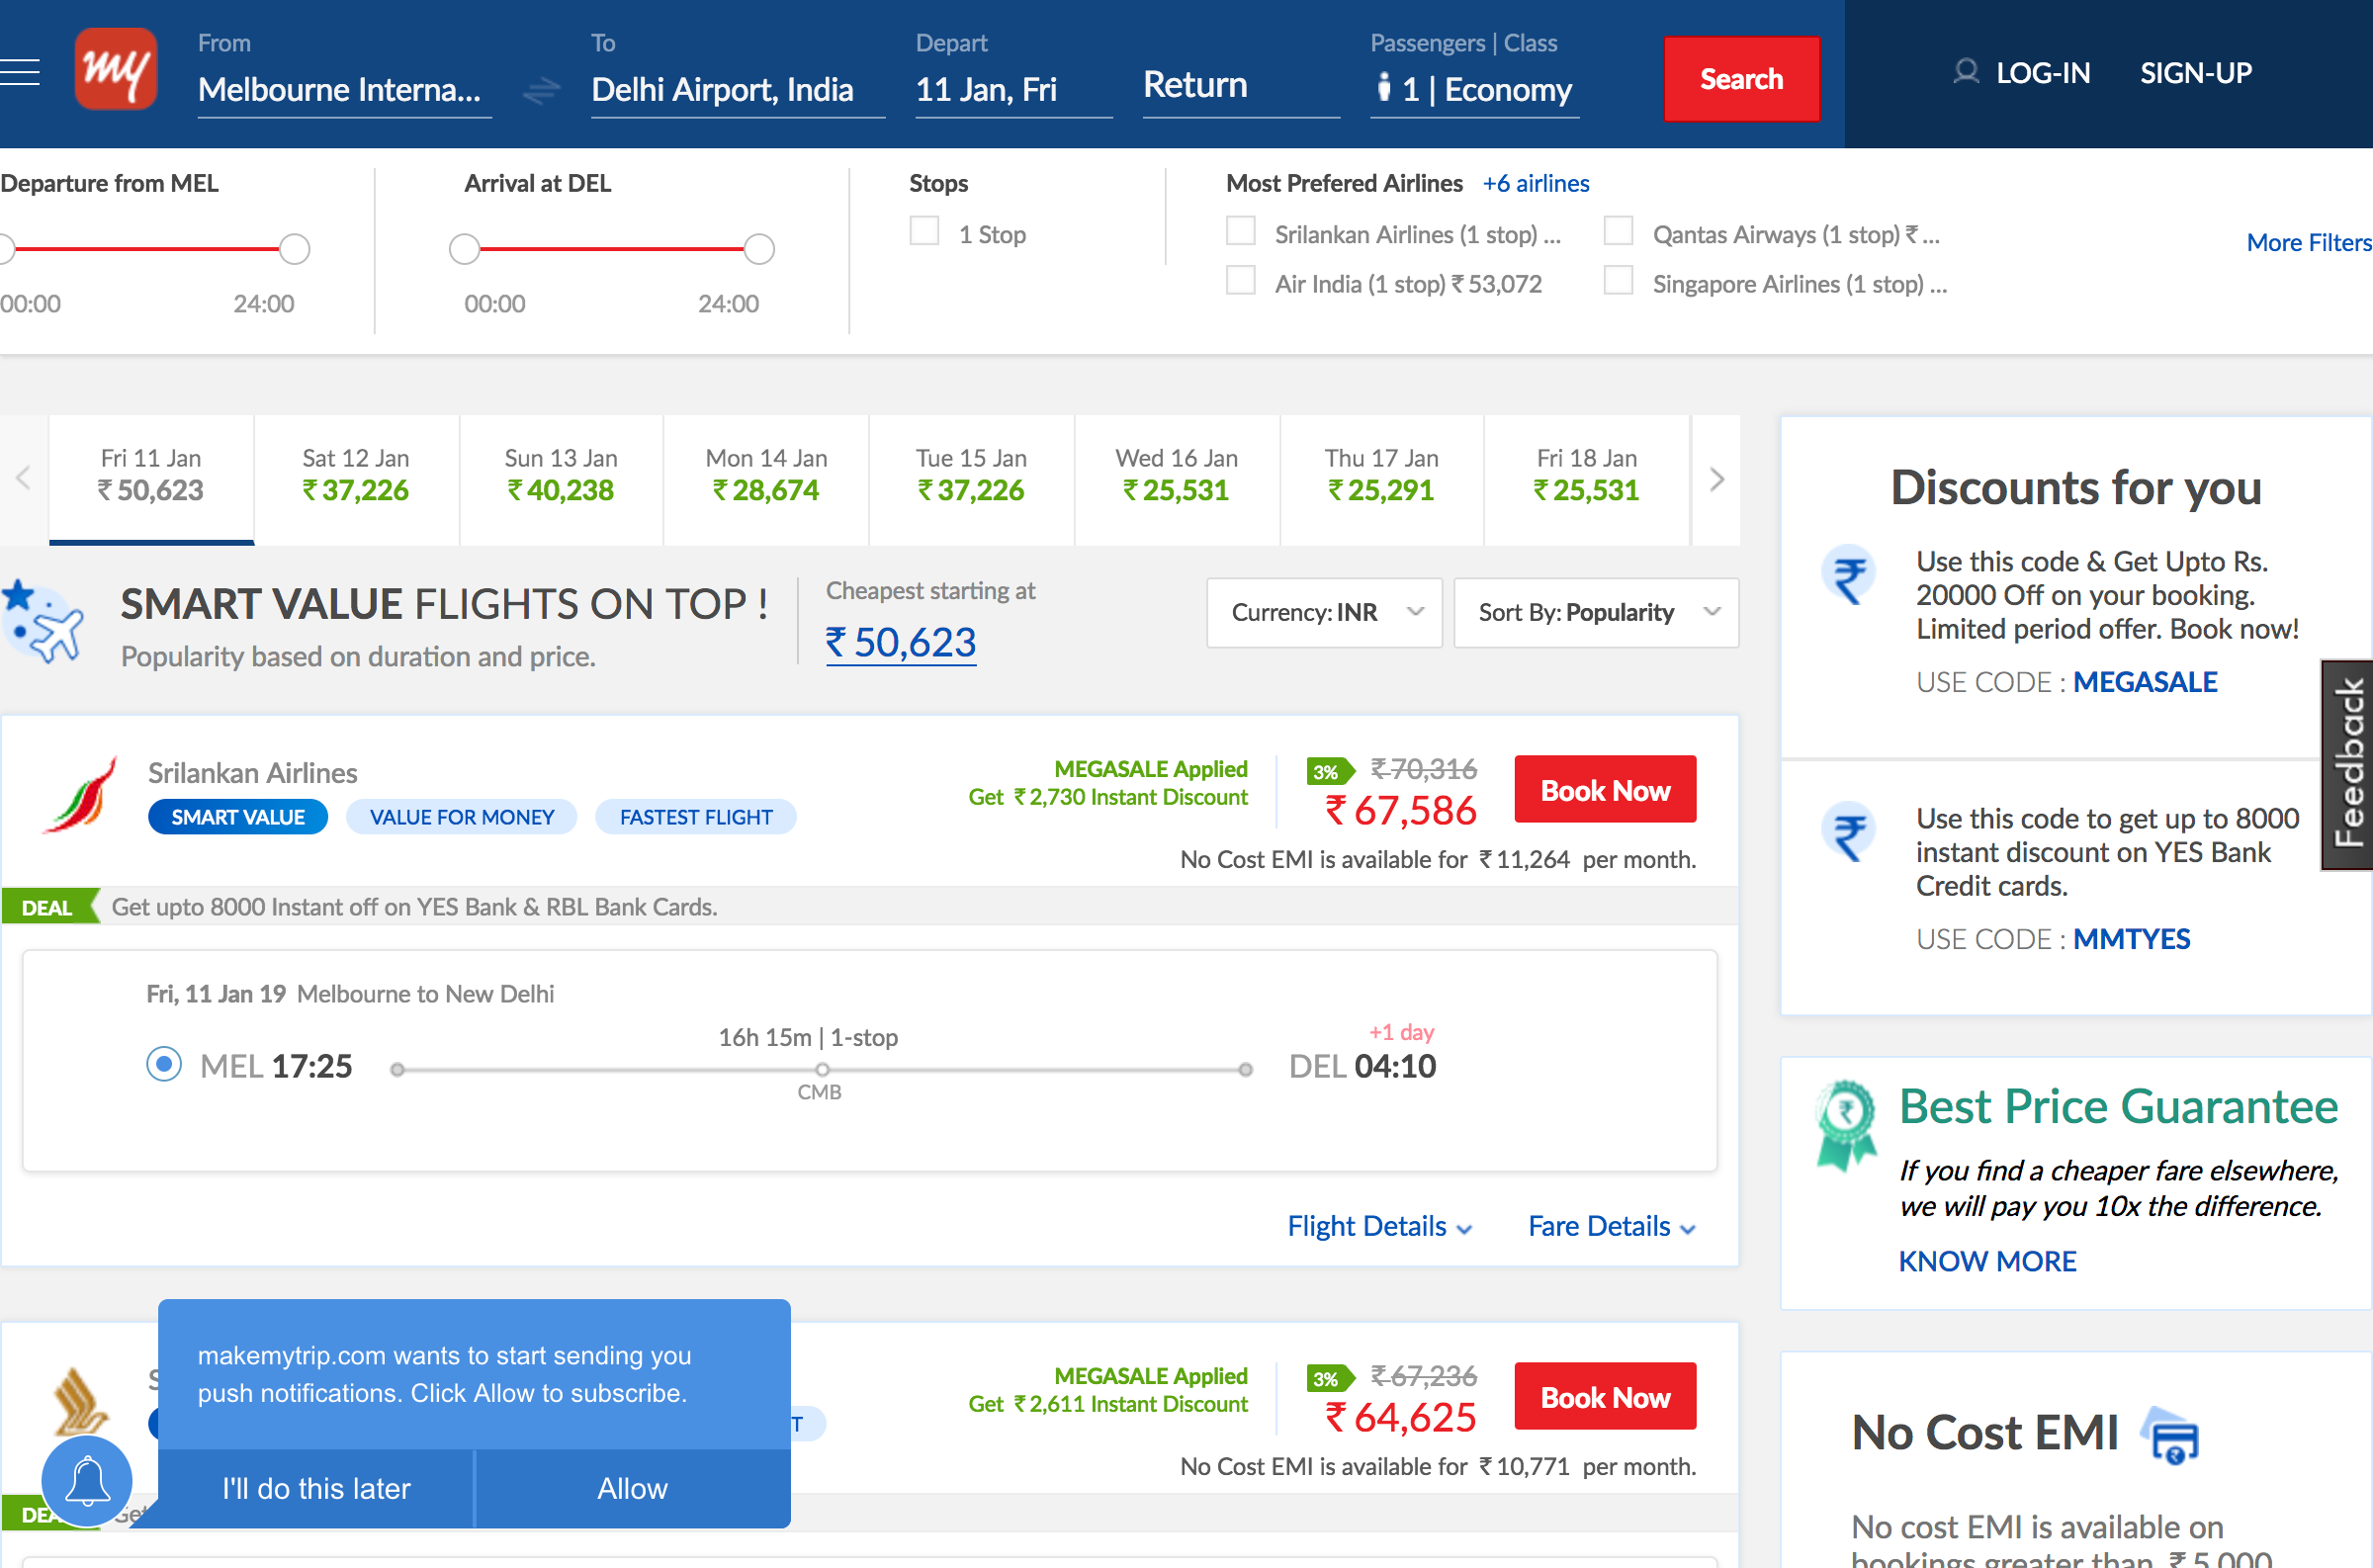 my
From
Melbourne Interna...
To
Delhi Airport, India
Depart
11 Jan, Fri
Return
Passengers | Class
1 | Economy
Search
LOG-IN
SIGN-UP
Departure from MEL
00:00
24:00
Arrival at DEL
00:00
24:00
Stops
1 Stop
Most Prefered Airlines +6 airlines
Srilankan Airlines (1 stop) ...
Qantas Airways (1 stop) ₹ ...
Air India (1 stop) ₹ 53,072
Singapore Airlines (1 stop) ...
More Filters
Fri 11 Jan
₹ 50,623
Sat 12 Jan
₹ 37,226
Sun 13 Jan
₹ 40,238
Mon 14 Jan
₹ 28,674
Tue 15 Jan
₹ 37,226
Wed 16 Jan
₹ 25,531
Thu 17 Jan
₹ 25,291
Fri 18 Jan
₹ 25,531
SMART VALUE FLIGHTS ON TOP !
Popularity based on duration and price.
Cheapest starting at
₹ 50,623
Currency: INR
Sort By: Popularity
Srilankan Airlines
SMART VALUE
VALUE FOR MONEY
FASTEST FLIGHT
MEGASALE Applied
Get ₹ 2,730 Instant Discount
3%
₹ 70,316
₹ 67,586
Book Now
No Cost EMI is available for ₹ 11,264 per month.
DEAL
Get upto 8000 Instant off on YES Bank & RBL Bank Cards.
Fri, 11 Jan 19 Melbourne to New Delhi
MEL 17:25
16h 15m | 1-stop
CMB
+1 day
DEL 04:10
Flight Details
Fare Details
makemytrip.com wants to start sending you
push notifications. Click Allow to subscribe.
I'll do this later
Allow
MEGASALE Applied
Get ₹ 2,611 Instant Discount
3%
₹ 67,236
₹ 64,625
Book Now
No Cost EMI is available for ₹ 10,771 per month.
Discounts for you
Use this code & Get Upto Rs.
20000 Off on your booking.
Limited period offer. Book now!
USE CODE : MEGASALE
Use this code to get up to 8000
instant discount on YES Bank
Credit cards.
USE CODE : MMTYES
Feedback
Best Price Guarantee
If you find a cheaper fare elsewhere,
we will pay you 10x the difference.
KNOW MORE
No Cost EMI
No cost EMI is available on
bookings greater than ₹ 5,000